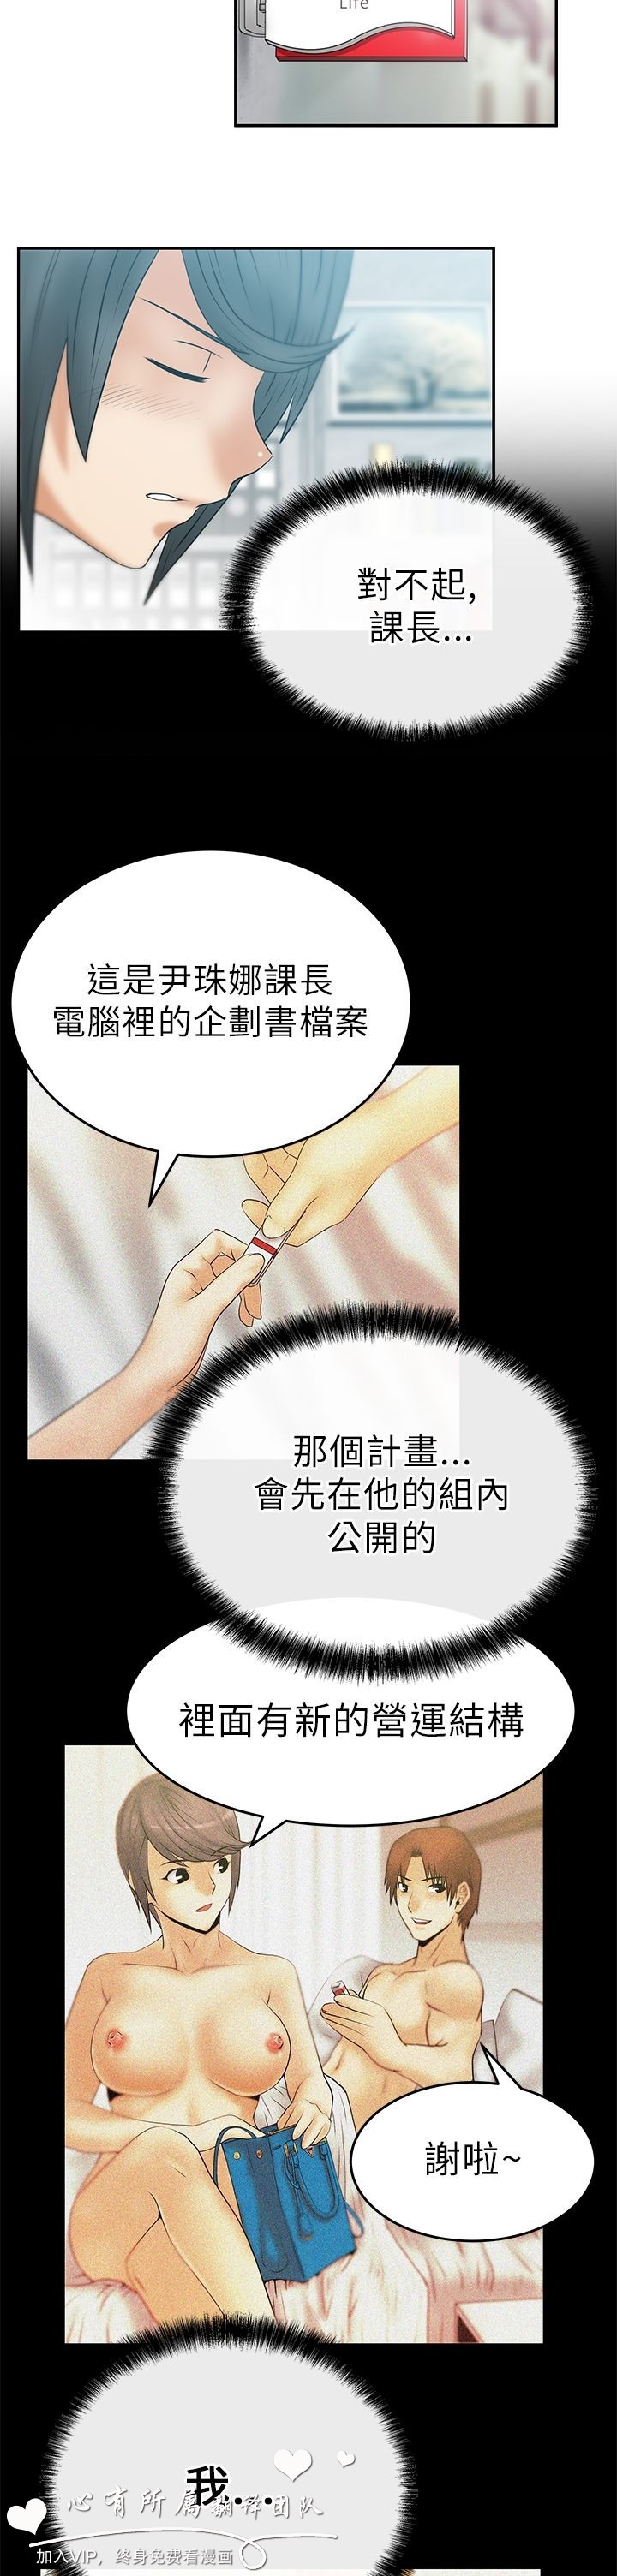 Life
對不起,
課長...
這是尹珠娜課長
電腦裡的企劃書檔案
那個計畫...
會先在他的組內
公開的
裡面有新的營運結構
謝啦~
我...
心有所属翻译团队
加入VIP，终身免费看漫画